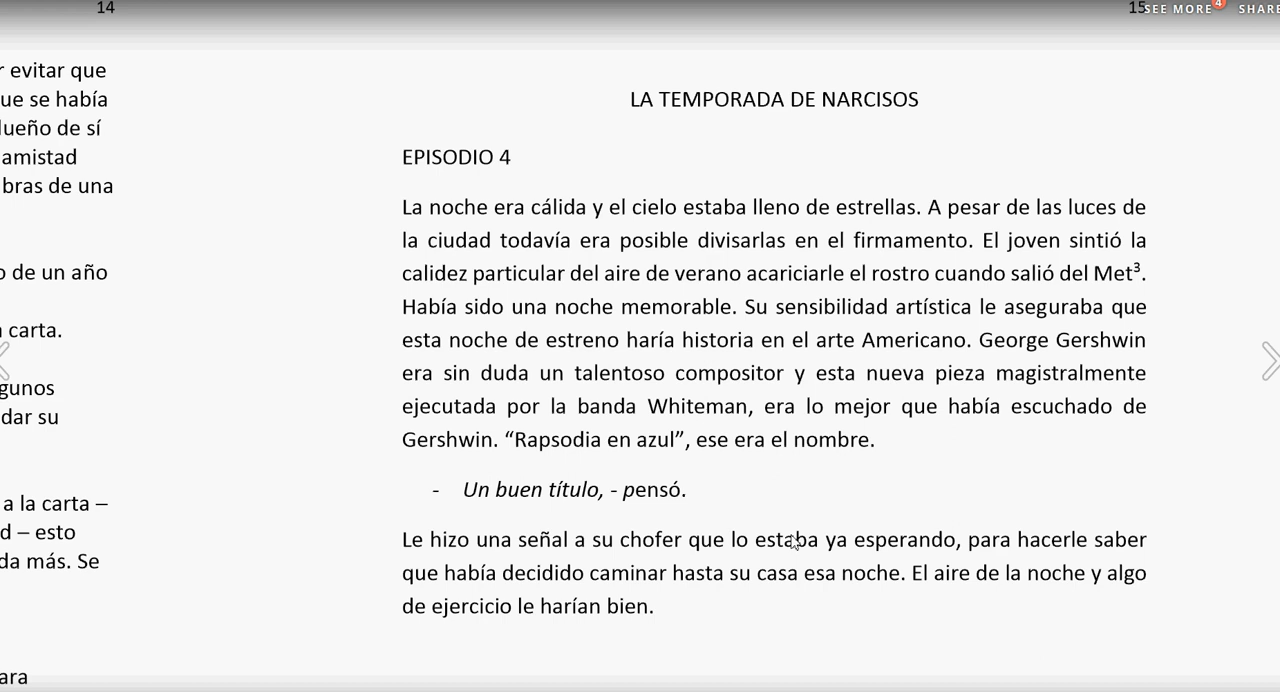 14
15
SEE MORE
4
SHARE
r evitar que
ue se había
ueño de sí
amistad
bras de una
o de un año
carta.
gunos
dar su
a la carta –
d – esto
da más. Se
ara
LA TEMPORADA DE NARCISOS
EPISODIO 4
La noche era cálida y el cielo estaba lleno de estrellas. A pesar de las luces de
la ciudad todavía era posible divisarlas en el firmamento. El joven sintió la
calidez particular del aire de verano acariciarle el rostro cuando salió del Met³.
Había sido una noche memorable. Su sensibilidad artística le aseguraba que
esta noche de estreno haría historia en el arte Americano. George Gershwin
era sin duda un talentoso compositor y esta nueva pieza magistralmente
ejecutada por la banda Whiteman, era lo mejor que había escuchado de
Gershwin. “Rapsodia en azul”, ese era el nombre.
- Un buen título, - pensó.
Le hizo una señal a su chofer que lo estaba ya esperando, para hacerle saber
que había decidido caminar hasta su casa esa noche. El aire de la noche y algo
de ejercicio le harían bien.